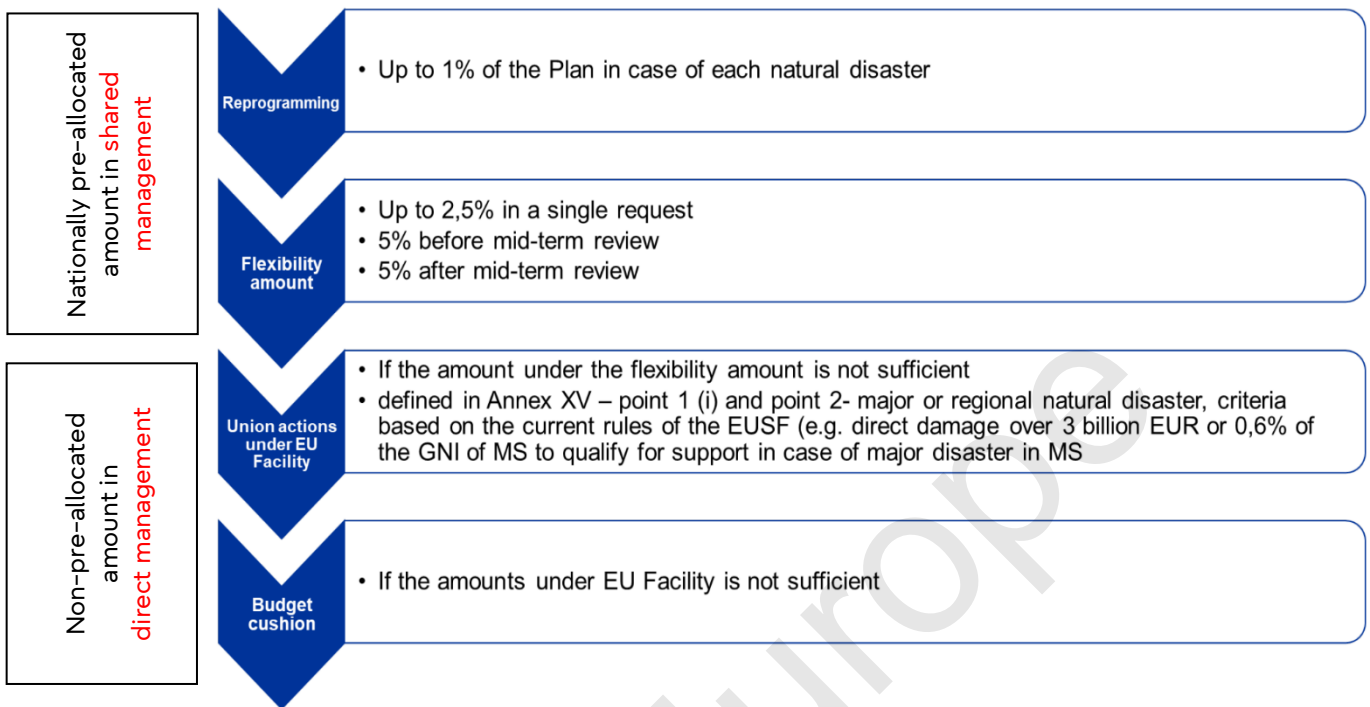 Nationally pre-allocated
amount in shared
management
Reprogramming
• Up to 1% of the Plan in case of each natural disaster
Flexibility
amount
• Up to 2,5% in a single request
• 5% before mid-term review
• 5% after mid-term review
Non-pre-allocated
amount in
direct management
Union actions
under EU
Facility
• If the amount under the flexibility amount is not sufficient
• defined in Annex XV – point 1 (i) and point 2- major or regional natural disaster, criteria
based on the current rules of the EUSF (e.g. direct damage over 3 billion EUR or 0,6% of
the GNI of MS to qualify for support in case of major disaster in MS
Budget
cushion
• If the amounts under EU Facility is not sufficient
urope